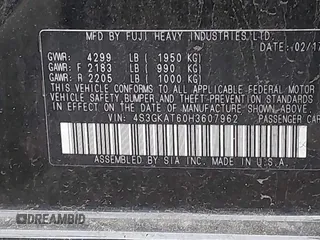 MFD BY FUJI HEAVY INDUSTRIES LTD.
DATE: 02/17
GVWR: 4299 LB ( 1950 KG)
GAWR: F 2183 LB ( 990 KG)
GAWR: R 2205 LB ( 1000 KG)
THIS VEHICLE CONFORMS TO ALL APPLICABLE FEDERAL MOTOR
VEHICLE SAFETY, BUMPER, AND THEFT PREVENTION
STANDARDS IN EFFECT ON THE DATE OF MANUFACTURE SHOWN ABOVE.
VIN: 4S3GKAT60H3607962 PASSENGER CAR
ASSEMBLED BY SIA INC. IN U.S.A.
DREAMBID